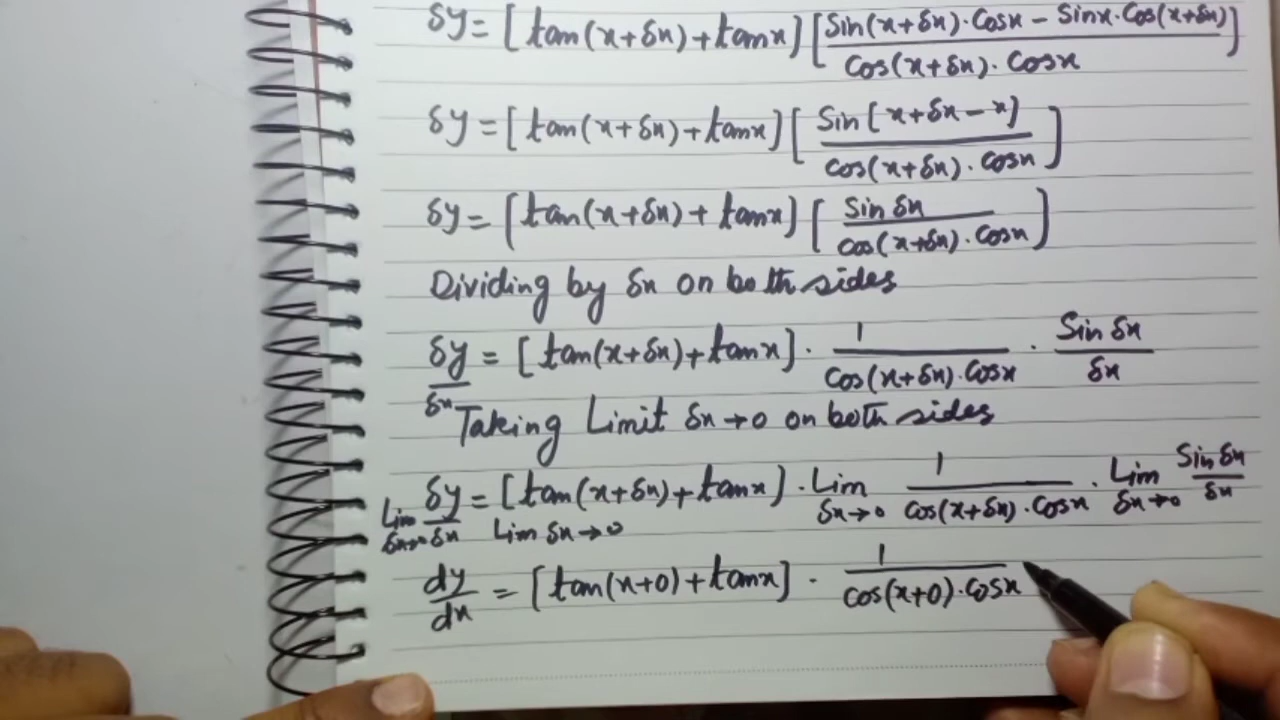 δy = [tan(x+δx)+tanx] [Sin(x+δx)·Cosx − Sinx·Cos(x+δx) / Cos(x+δx)·Cosx]
δy = [tan(x+δx)+tanx] [Sin[x+δx−x] / Cos(x+δx)·Cosx]
δy = [tan(x+δx)+tanx] [Sin δx / Cos(x+δx)·Cosx]
Dividing by δx on both sides
δy/δx = [tan(x+δx)+tanx] · 1/Cos(x+δx)·Cosx · Sin δx/δx
Taking Limit δx→0 on both sides
Lim δx→0 δy/δx = [tan(x+δx)+tanx] · Lim δx→0 1/Cos(x+δx)·Cosx · Lim δx→0 Sin δx/δx
Lim δx→0
dy/dx = [tan(x+0)+tanx] · 1/Cos(x+0)·Cosx